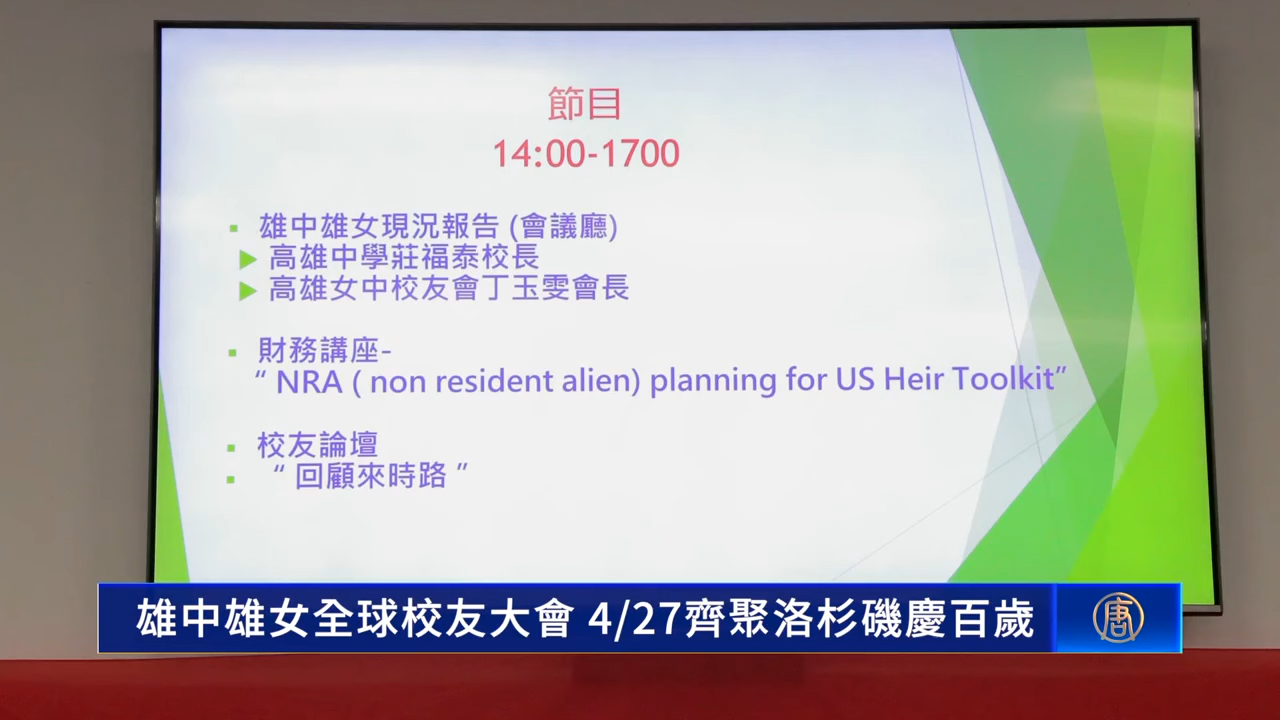 節目
14:00-1700
雄中雄女現況報告 (會議廳)
高雄中學莊福泰校長
高雄女中校友會丁玉雯會長
財務講座-
“ NRA ( non resident alien) planning for US Heir Toolkit”
校友論壇
“ 回顧來時路 ”
雄中雄女全球校友大會 4/27齊聚洛杉磯慶百歲
唐